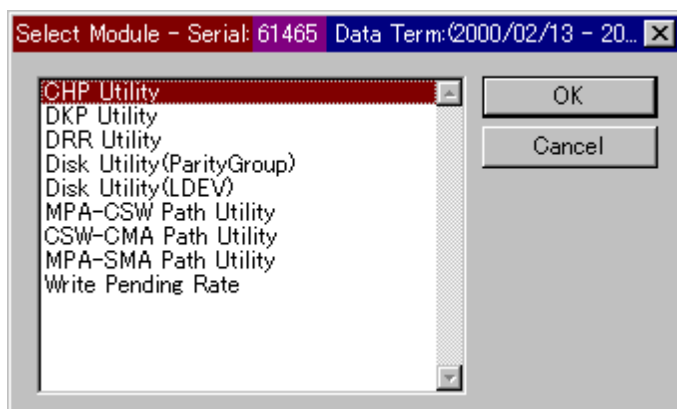 Select Module - Serial: 61465 Data Term:(2000/02/13 - 20...
CHP Utility
DKP Utility
DRR Utility
Disk Utility(ParityGroup)
Disk Utility(LDEV)
MPA-CSW Path Utility
CSW-CMA Path Utility
MPA-SMA Path Utility
Write Pending Rate
OK
Cancel